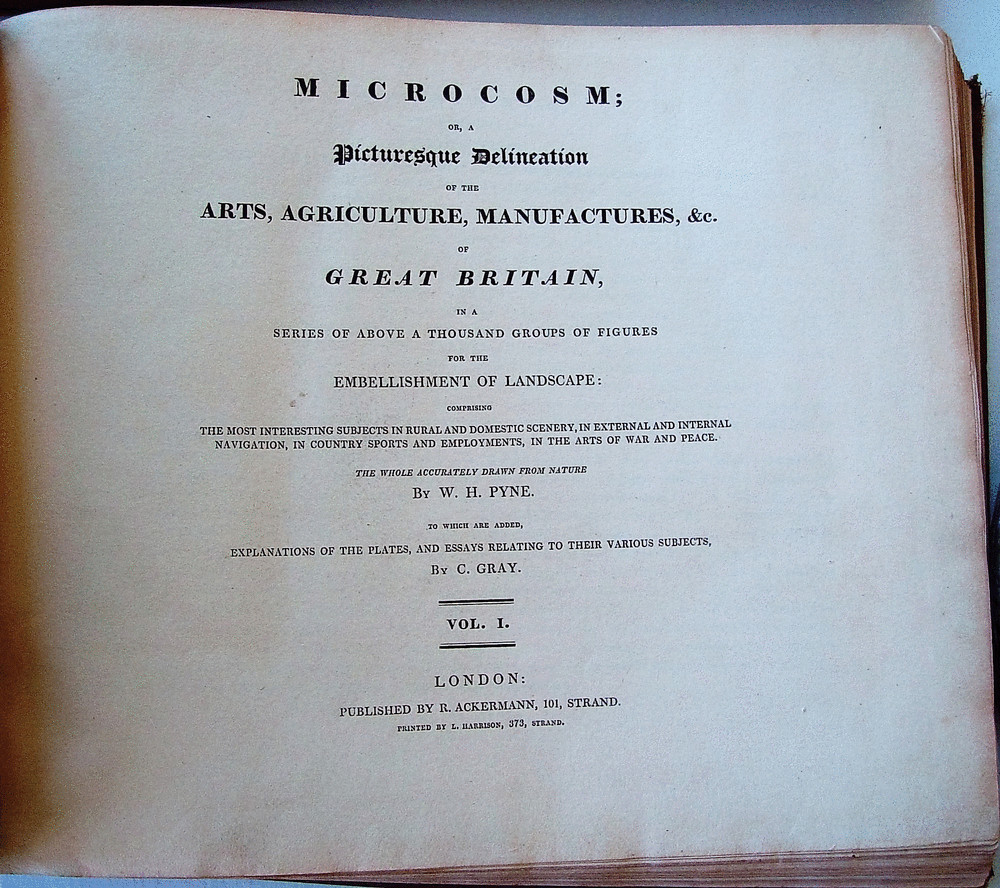 MICROCOSM;
OR, A
Picturesque Delineation
OF THE
ARTS, AGRICULTURE, MANUFACTURES, &c.
OF
GREAT BRITAIN,
IN A
SERIES OF ABOVE A THOUSAND GROUPS OF FIGURES
FOR THE
EMBELLISHMENT OF LANDSCAPE:
COMPRISING
THE MOST INTERESTING SUBJECTS IN RURAL AND DOMESTIC SCENERY, IN EXTERNAL AND INTERNAL
NAVIGATION, IN COUNTRY SPORTS AND EMPLOYMENTS, IN THE ARTS OF WAR AND PEACE.
THE WHOLE ACCURATELY DRAWN FROM NATURE
By W. H. PYNE.
TO WHICH ARE ADDED,
EXPLANATIONS OF THE PLATES, AND ESSAYS RELATING TO THEIR VARIOUS SUBJECTS,
By C. GRAY.
VOL. I.
LONDON:
PUBLISHED BY R. ACKERMANN, 101, STRAND.
PRINTED BY L. HARRISON, 373, STRAND.